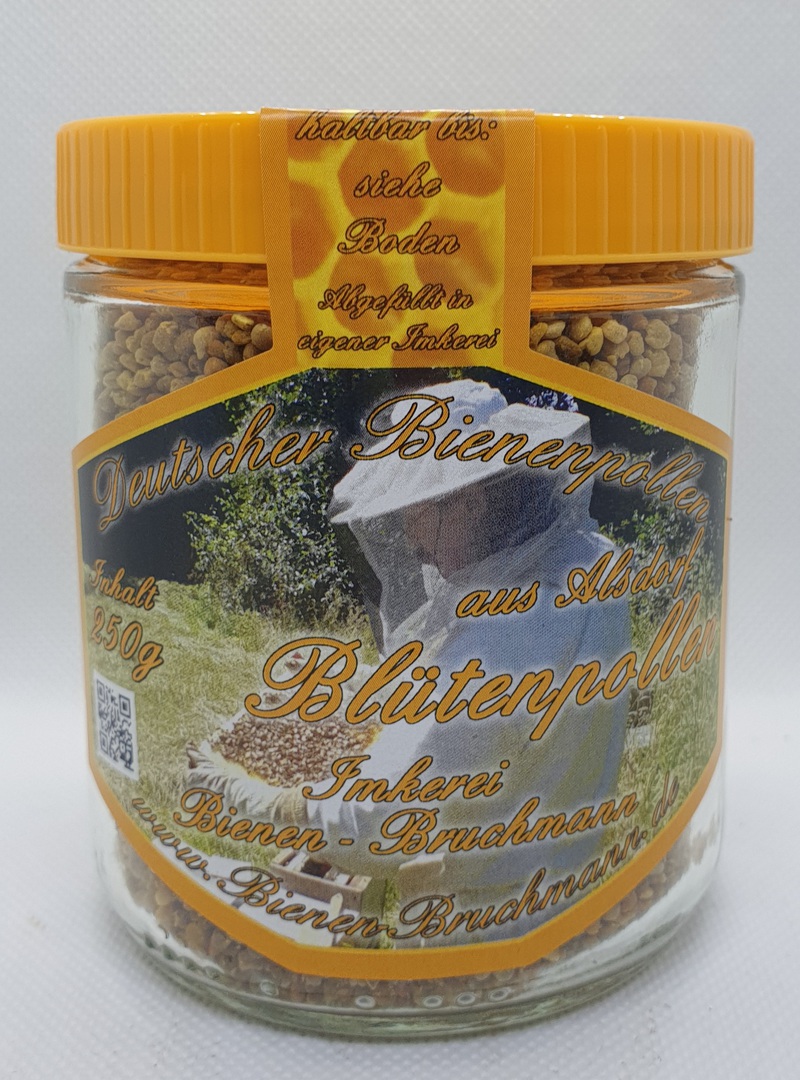 haltbar bis:
siehe
Boden
Abgefüllt in
eigener Imkerei
Deutscher Bienenpollen
aus Alsdorf
Inhalt
250g
Blütenpollen
Imkerei
Bienen - Bruchmann
www.Bienen-Bruchmann.de